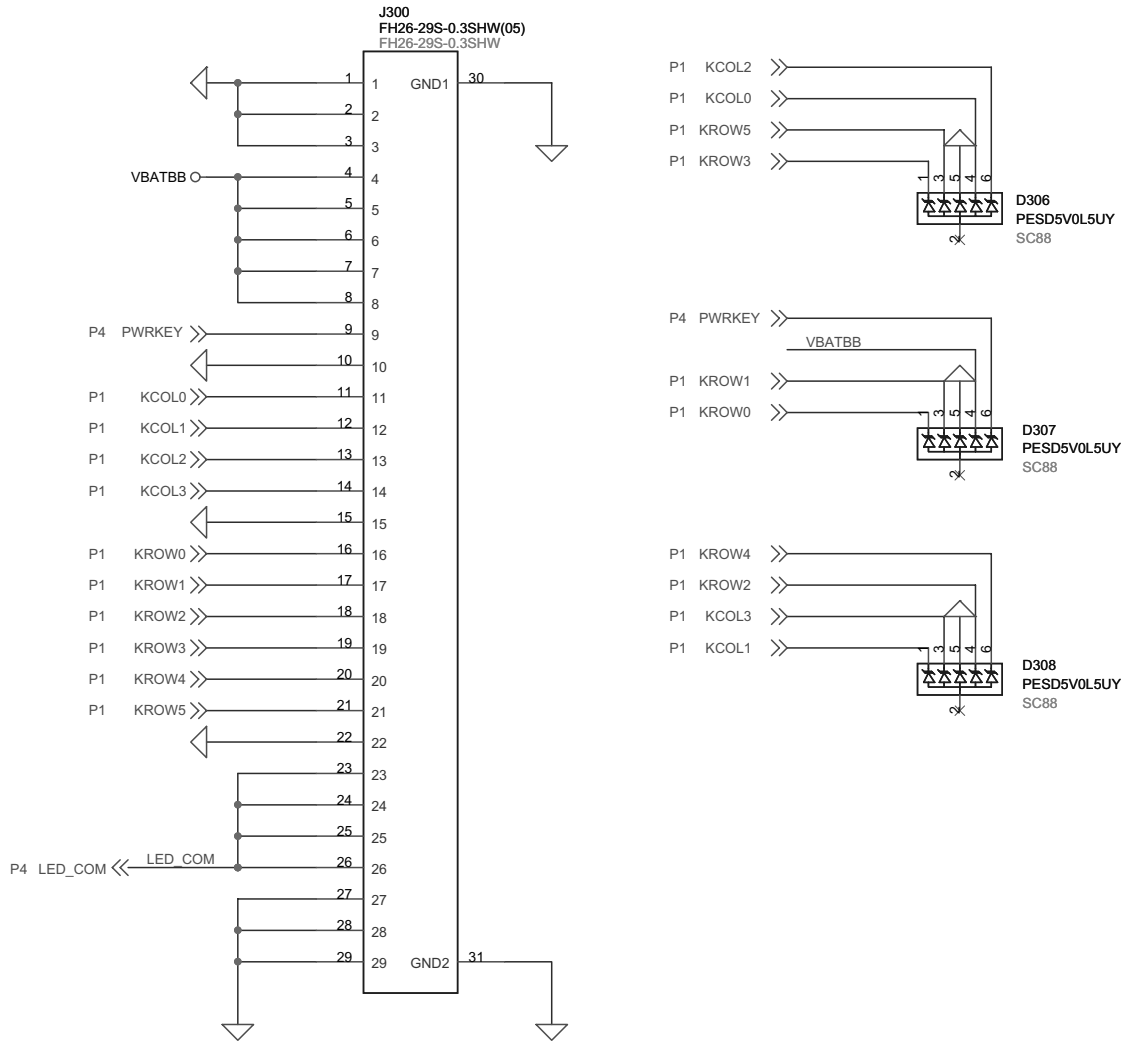 J300
FH26-29S-0.3SHW(05)
FH26-29S-0.3SHW
1 1 GND1 30
2 2
3 3
VBATBB 4 4
5 5
6 6
7 7
8 8
P4 PWRKEY 9 9
10 10
P1 KCOL0 11 11
P1 KCOL1 12 12
P1 KCOL2 13 13
P1 KCOL3 14 14
15 15
P1 KROW0 16 16
P1 KROW1 17 17
P1 KROW2 18 18
P1 KROW3 19 19
P1 KROW4 20 20
P1 KROW5 21 21
22 22
23 23
24 24
25 25
P4 LED_COM LED_COM 26 26
27 27
28 28
29 29 GND2 31
P1 KCOL2
P1 KCOL0
P1 KROW5
P1 KROW3
1 3 5 4 6
2
D306
PESD5V0L5UY
SC88
P4 PWRKEY
VBATBB
P1 KROW1
P1 KROW0
1 3 5 4 6
2
D307
PESD5V0L5UY
SC88
P1 KROW4
P1 KROW2
P1 KCOL3
P1 KCOL1
1 3 5 4 6
2
D308
PESD5V0L5UY
SC88